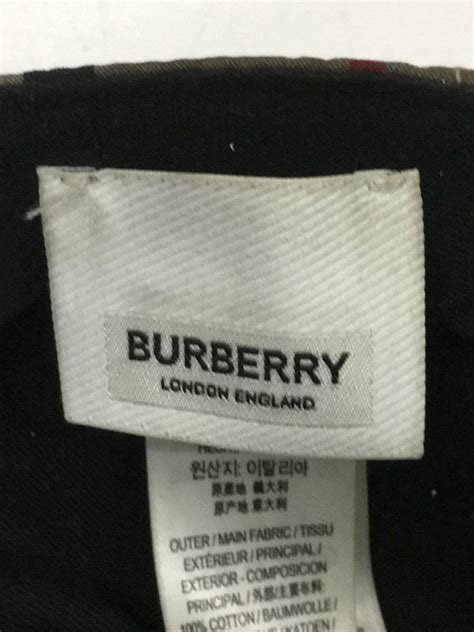 BURBERRY
LONDON ENGLAND
원산지: 이탈리아
原產地 義大利
原产地 意大利
OUTER / MAIN FABRIC / TISSU
EXTÉRIEUR / PRINCIPAL /
EXTERIOR - COMPOSICION
PRINCIPAL / 外部/主要布料:
100% COTTON / BAUMWOLLE /
KATOEN /